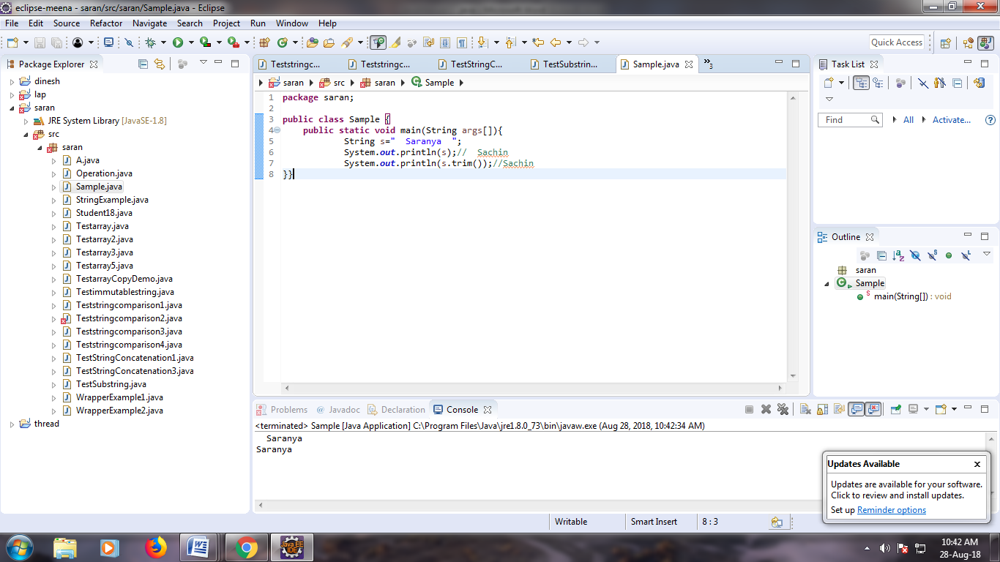 eclipse-meena - saran/src/saran/Sample.java - Eclipse
File Edit Source Refactor Navigate Search Project Run Window Help
Quick Access
Package Explorer
dinesh
lap
saran
JRE System Library [JavaSE-1.8]
src
saran
A.java
Operation.java
Sample.java
StringExample.java
Student18.java
Testarray.java
Testarray2.java
Testarray3.java
Testarray5.java
TestarrayCopyDemo.java
Testimmutablestring.java
Teststringcomparison1.java
Teststringcomparison2.java
Teststringcomparison3.java
Teststringcomparison4.java
TestStringConcatenation1.java
TestStringConcatenation3.java
TestSubstring.java
WrapperExample1.java
WrapperExample2.java
thread
Teststringc... Teststringc... TestStringC... TestSubstrin... Sample.java »3
saran src saran Sample
1 package saran;
2
3 public class Sample {
4     public static void main(String args[]){
5             String s="  Saranya  ";
6             System.out.println(s);//  Sachin
7             System.out.println(s.trim());//Sachin
8 }}
Task List
Find All Activate...
Outline
saran
Sample
main(String[]) : void
Problems @ Javadoc Declaration Console
<terminated> Sample [Java Application] C:\Program Files\Java\jre1.8.0_73\bin\javaw.exe (Aug 28, 2018, 10:42:34 AM)
  Saranya
Saranya
Updates Available
Updates are available for your software.
Click to review and install updates.
Set up Reminder options
Writable Smart Insert 8 : 3
Java EE
IDE
10:42 AM
28-Aug-18